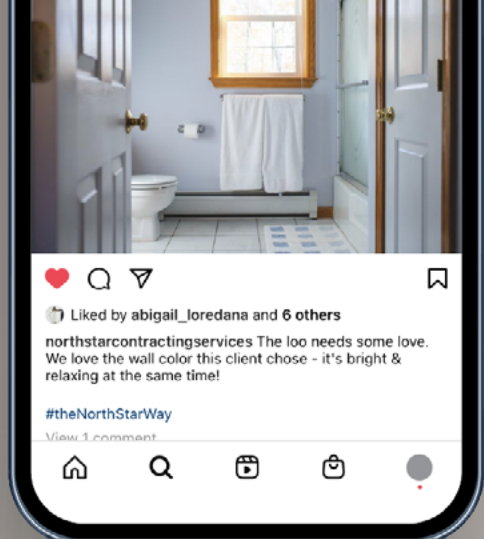 Liked by abigail_loredana and 6 others
northstarcontractingservices The loo needs some love.
We love the wall color this client chose - it's bright &
relaxing at the same time!
#theNorthStarWay
View 1 comment